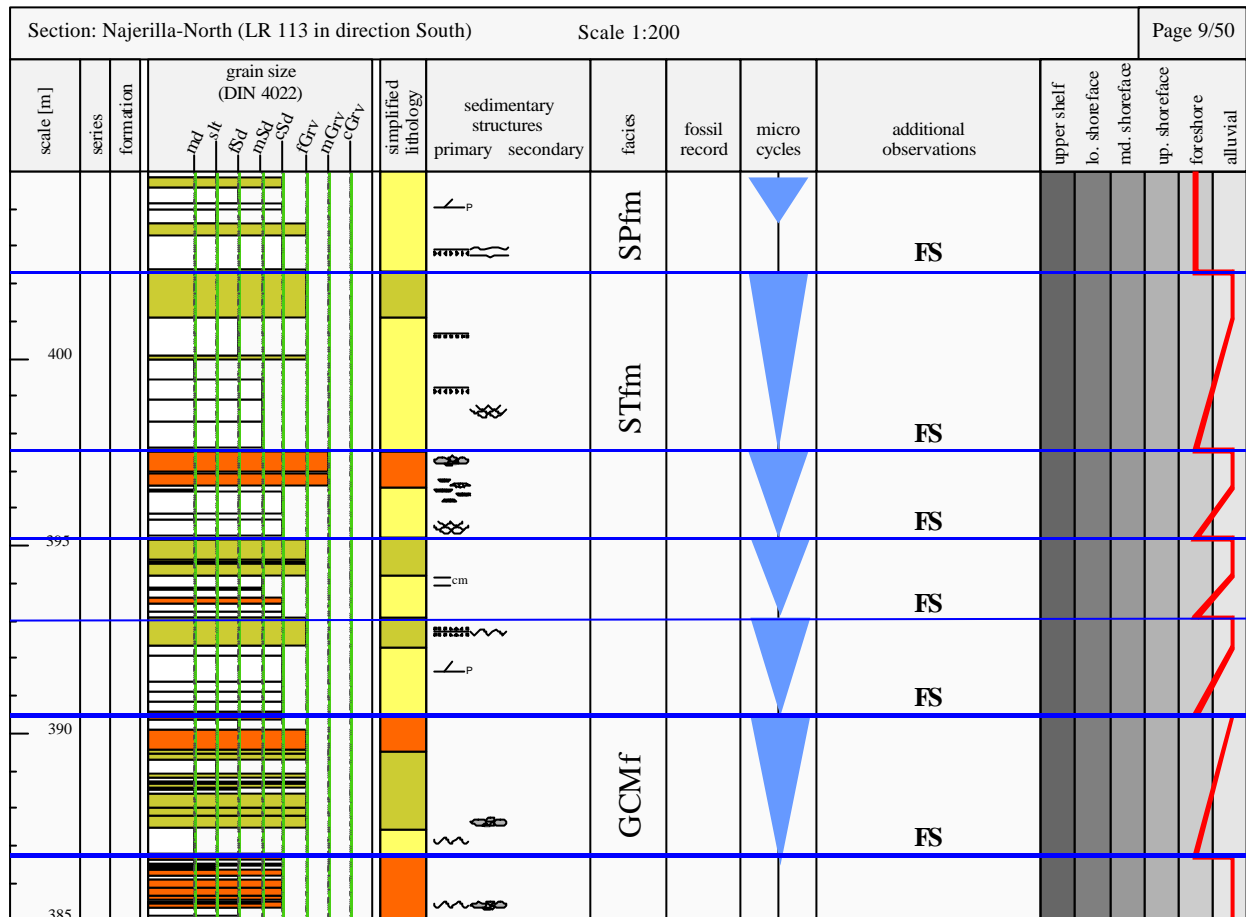 Section: Najerilla-North (LR 113 in direction South) Scale 1:200 Page 9/50
scale [m]
series
formation
grain size
(DIN 4022)
md
slt
fSd
mSd
cSd
fGrv
mGrv
cGrv
simplified
lithology
sedimentary
structures
primary secondary
facies
fossil
record
micro
cycles
additional
observations
upper shelf
lo. shoreface
md. shoreface
up. shoreface
foreshore
alluvial
P
SPfm
FS
400
STfm
FS
395
FS
cm
FS
P
FS
390
GCMf
FS
385